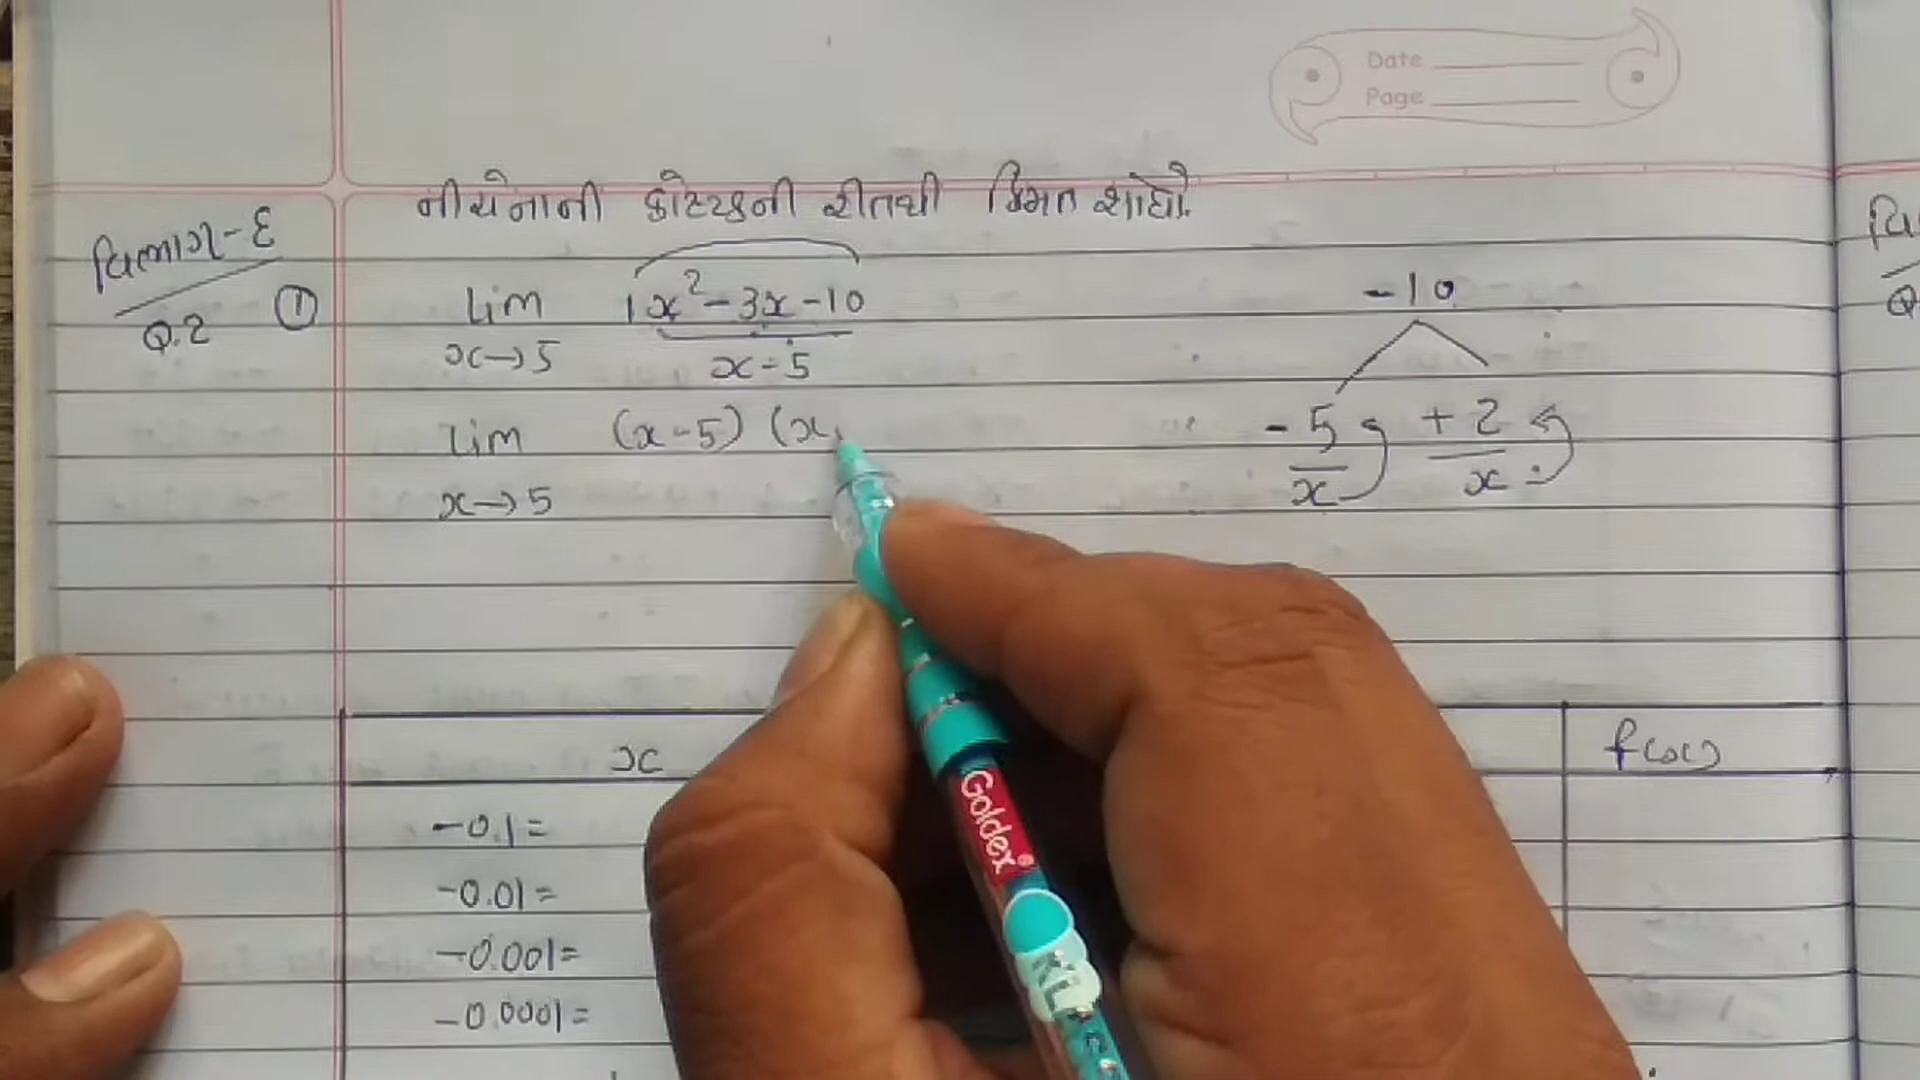 Date
Page
નીચેનાની કોષ્ટકની રીતથી કિંમત શોધો.
વિભાગ-E
Q.2 ①
lim 1x² - 3x - 10
x→5 x - 5
-10
lim (x-5) (x
-5 +2
x→5
x x
x f(x)
-0.1=
-0.01=
-0.001=
-0.0001=
Goldex